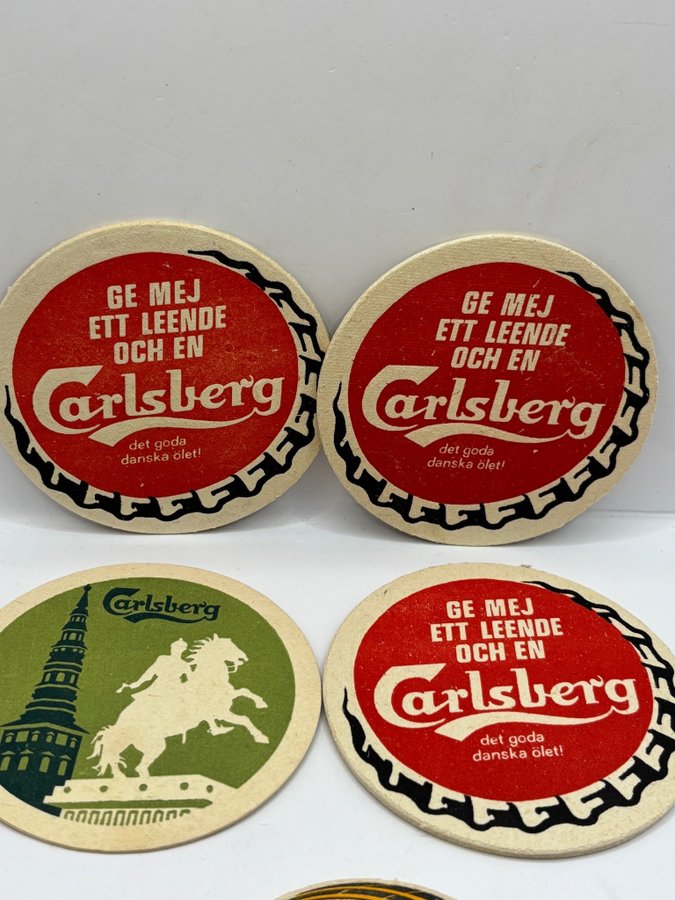 GE MEJ
ETT LEENDE
OCH EN
Carlsberg
det goda
danska ölet!
GE MEJ
ETT LEENDE
OCH EN
Carlsberg
det goda
danska ölet!
Carlsberg
GE MEJ
ETT LEENDE
OCH EN
Carlsberg
det goda
danska ölet!